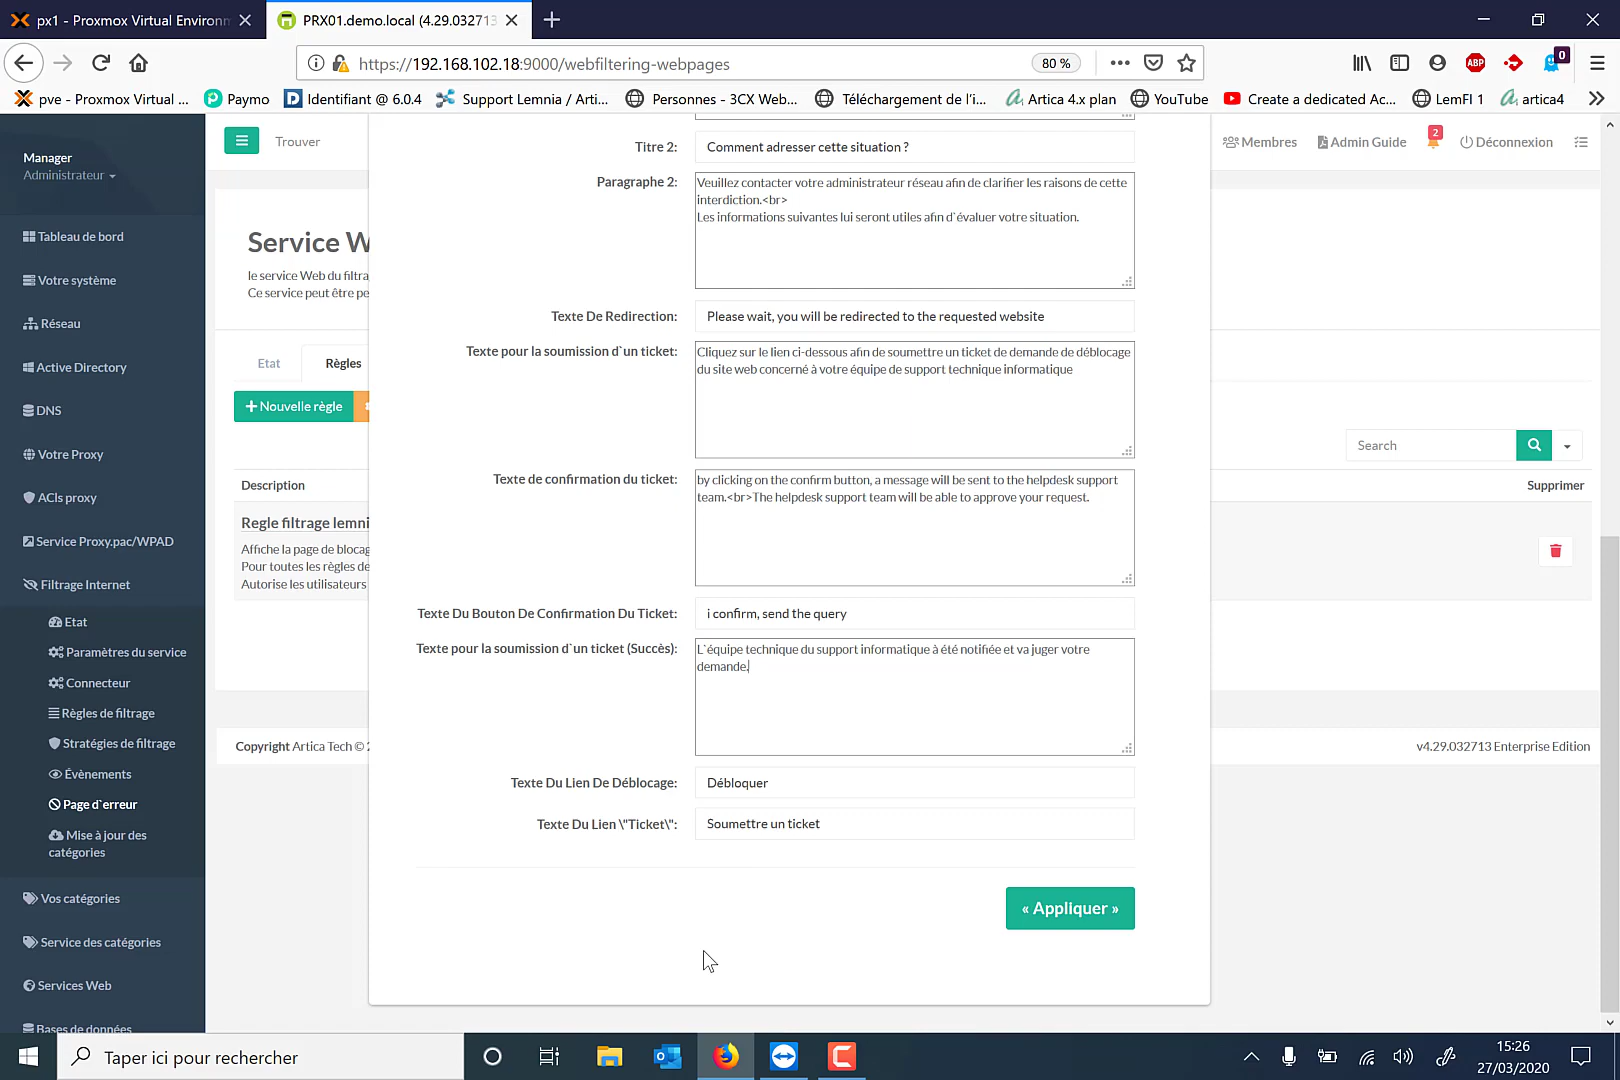 px1 - Proxmox Virtual Environm
PRX01.demo.local (4.29.032713
https://192.168.102.18:9000/webfiltering-webpages
80 %
ABP
0
pve - Proxmox Virtual ...
Paymo
Identifiant @ 6.0.4
Support Lemnia / Arti...
Personnes - 3CX Web...
Téléchargement de l'i...
Artica 4.x plan
YouTube
Create a dedicated Ac...
LemFI 1
artica4
Manager
Administrateur
Tableau de bord
Votre système
Réseau
Active Directory
DNS
Votre Proxy
ACls proxy
Service Proxy.pac/WPAD
Filtrage Internet
Etat
Paramètres du service
Connecteur
Règles de filtrage
Stratégies de filtrage
Évènements
Page d`erreur
Mise à jour des
catégories
Vos catégories
Service des catégories
Services Web
Bases de données
Trouver
Membres
Admin Guide
2
Déconnexion
Service W
le service Web du filtra
Ce service peut être pe
Etat
Règles
Nouvelle règle
Search
Description
Supprimer
Regle filtrage lemni
Affiche la page de blocag
Pour toutes les règles de
Autorise les utilisateurs
Copyright Artica Tech © 2
v4.29.032713 Enterprise Edition
Titre 2:
Comment adresser cette situation ?
Paragraphe 2:
Veuillez contacter votre administrateur réseau afin de clarifier les raisons de cette
interdiction.<br>
Les informations suivantes lui seront utiles afin d`évaluer votre situation.
Texte De Redirection:
Please wait, you will be redirected to the requested website
Texte pour la soumission d`un ticket:
Cliquez sur le lien ci-dessous afin de soumettre un ticket de demande de déblocage
du site web concerné à votre équipe de support technique informatique
Texte de confirmation du ticket:
by clicking on the confirm button, a message will be sent to the helpdesk support
team.<br>The helpdesk support team will be able to approve your request.
Texte Du Bouton De Confirmation Du Ticket:
i confirm, send the query
Texte pour la soumission d`un ticket (Succès):
L`équipe technique du support informatique à été notifiée et va juger votre
demande.
Texte Du Lien De Déblocage:
Débloquer
Texte Du Lien \"Ticket\":
Soumettre un ticket
« Appliquer »
Taper ici pour rechercher
15:26
27/03/2020